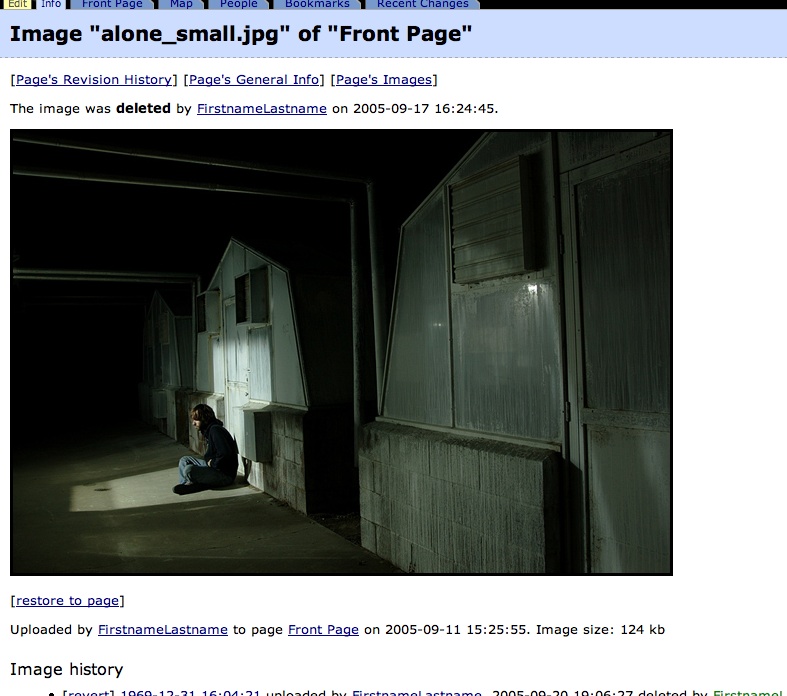 Edit Info Front Page Map People Bookmarks Recent Changes
Image "alone_small.jpg" of "Front Page"
[Page's Revision History] [Page's General Info] [Page's Images]
The image was deleted by FirstnameLastname on 2005-09-17 16:24:45.
[restore to page]
Uploaded by FirstnameLastname to page Front Page on 2005-09-11 15:25:55. Image size: 124 kb
Image history
• [revert] 1969-12-31 16:04:21 uploaded by FirstnameLastname, 2005-09-20 19:06:27 deleted by FirstnameL